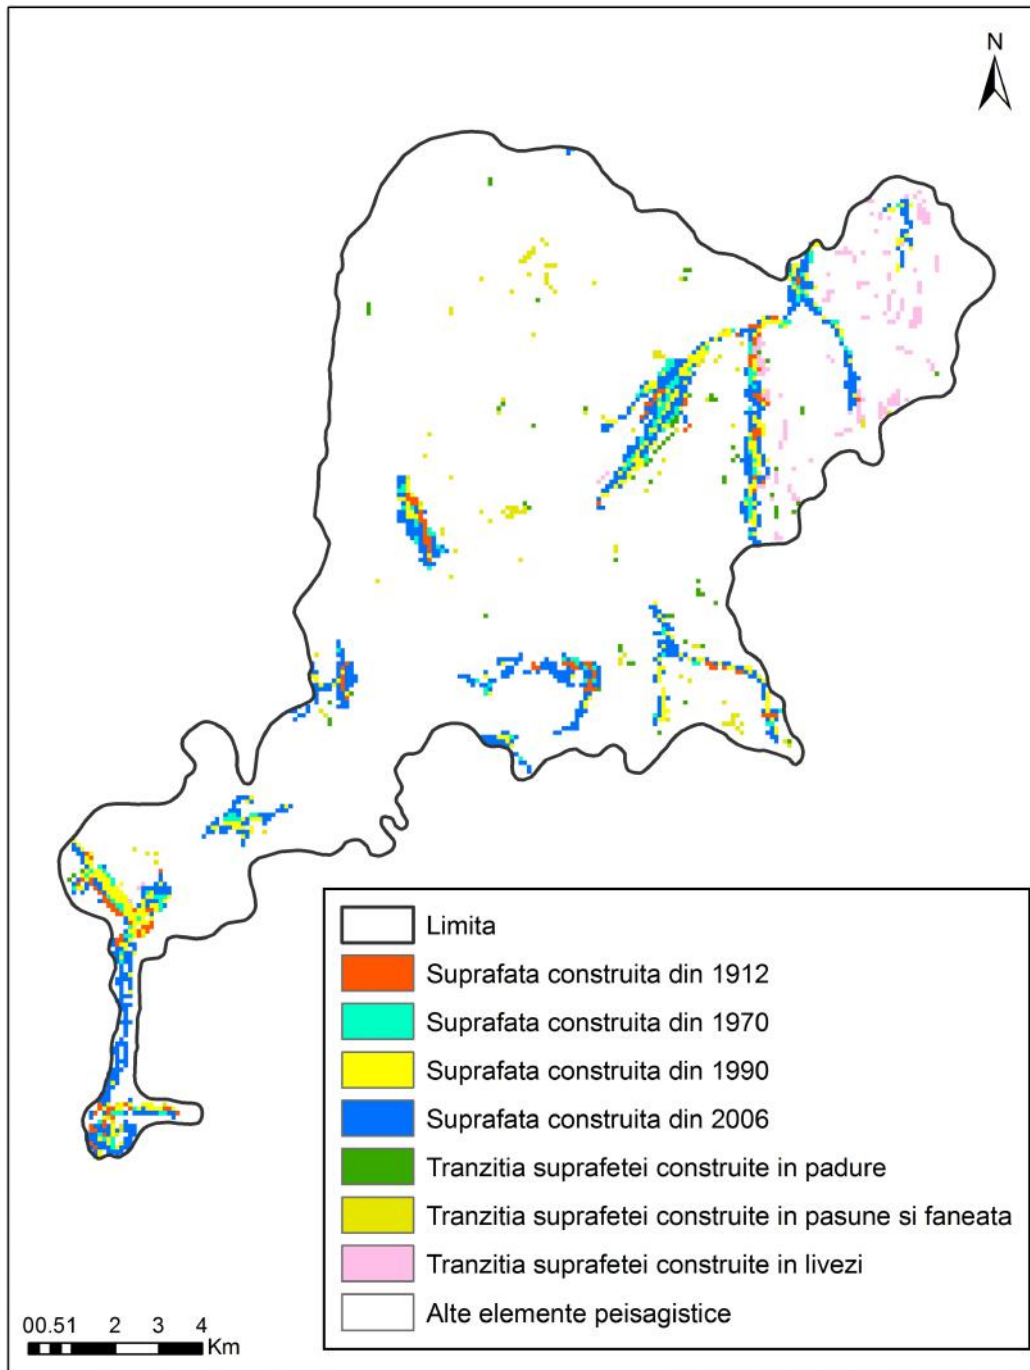 N
Limita
Suprafata construita din 1912
Suprafata construita din 1970
Suprafata construita din 1990
Suprafata construita din 2006
Tranzitia suprafetei construite in padure
Tranzitia suprafetei construite in pasune si faneata
Tranzitia suprafetei construite in livezi
Alte elemente peisagistice
00.51 2 3 4
Km